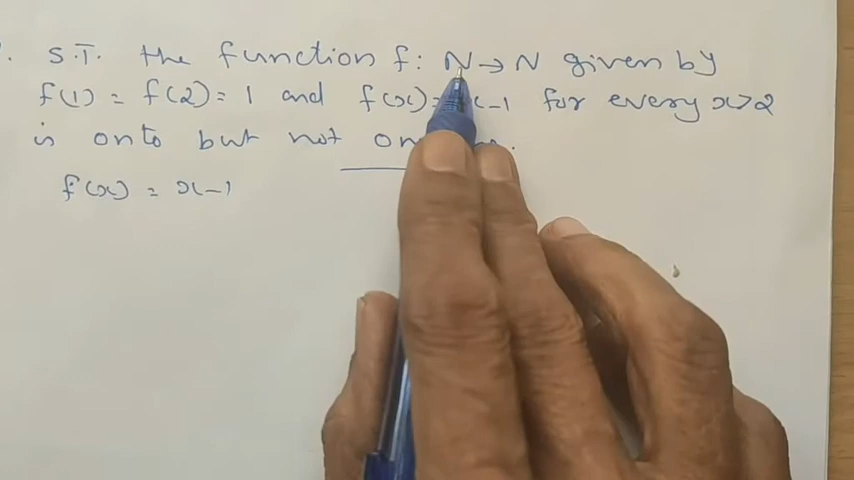 . S.T. the function f: N → N given by
f(1) = f(2) = 1 and f(x) = x-1 for every x>2
is onto but not
f(x) = x-1